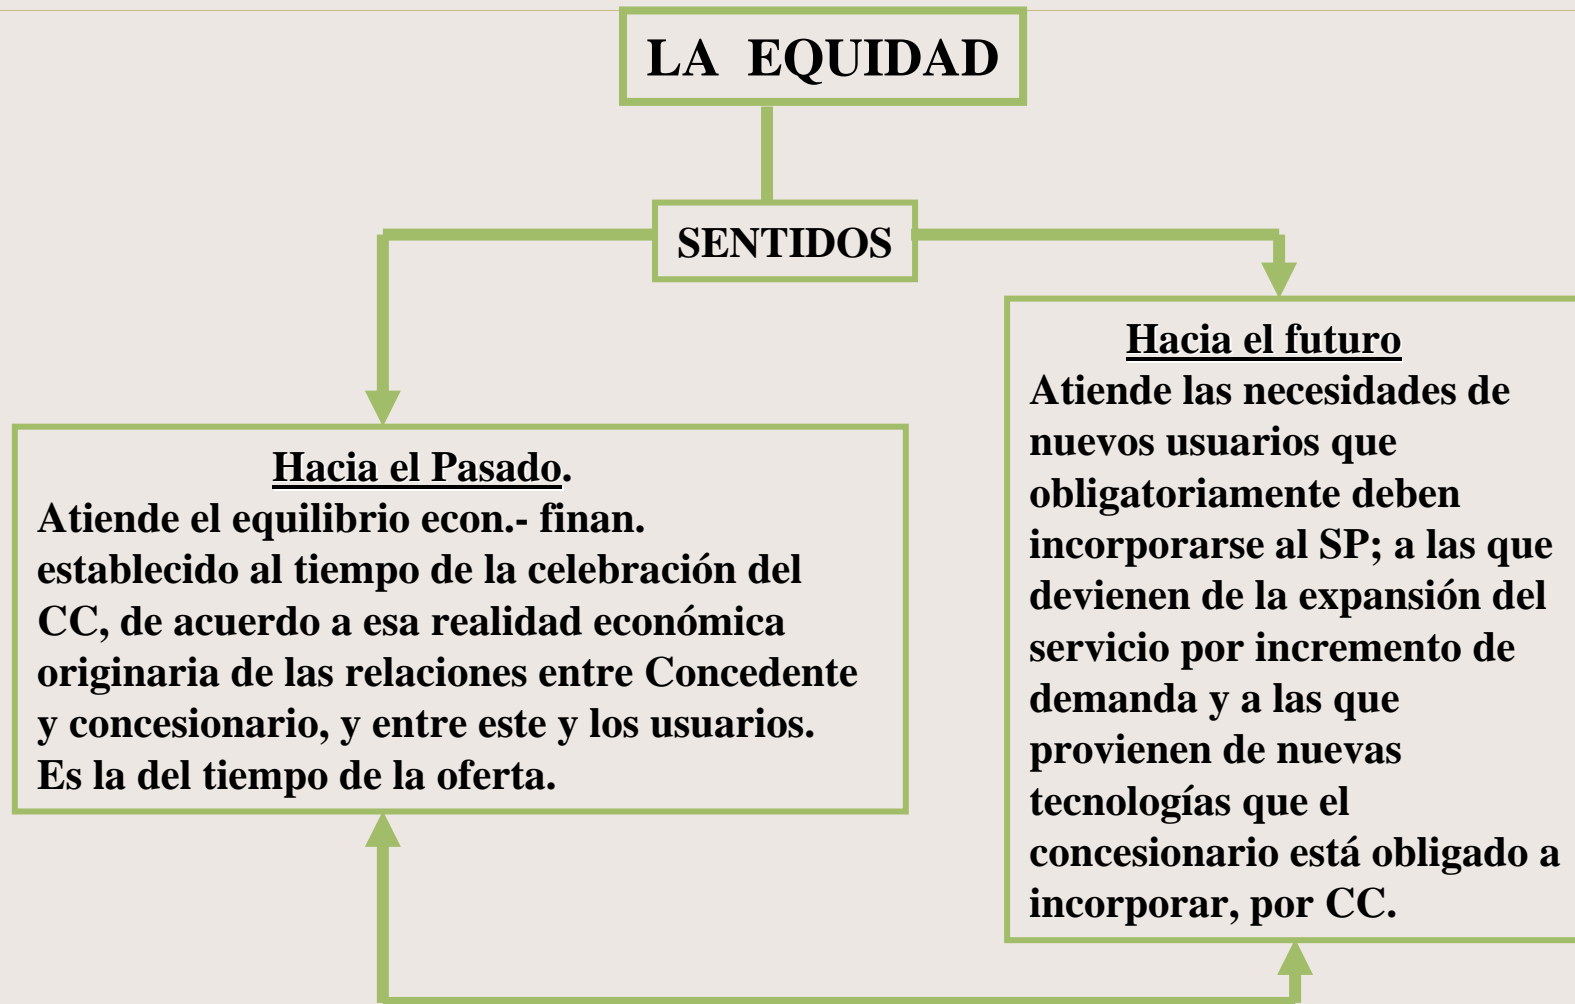 LA EQUIDAD
SENTIDOS
Hacia el Pasado.
Atiende el equilibrio econ.- finan.
establecido al tiempo de la celebración del
CC, de acuerdo a esa realidad económica
originaria de las relaciones entre Concedente
y concesionario, y entre este y los usuarios.
Es la del tiempo de la oferta.
Hacia el futuro
Atiende las necesidades de
nuevos usuarios que
obligatoriamente deben
incorporarse al SP; a las que
devienen de la expansión del
servicio por incremento de
demanda y a las que
provienen de nuevas
tecnologías que el
concesionario está obligado a
incorporar, por CC.